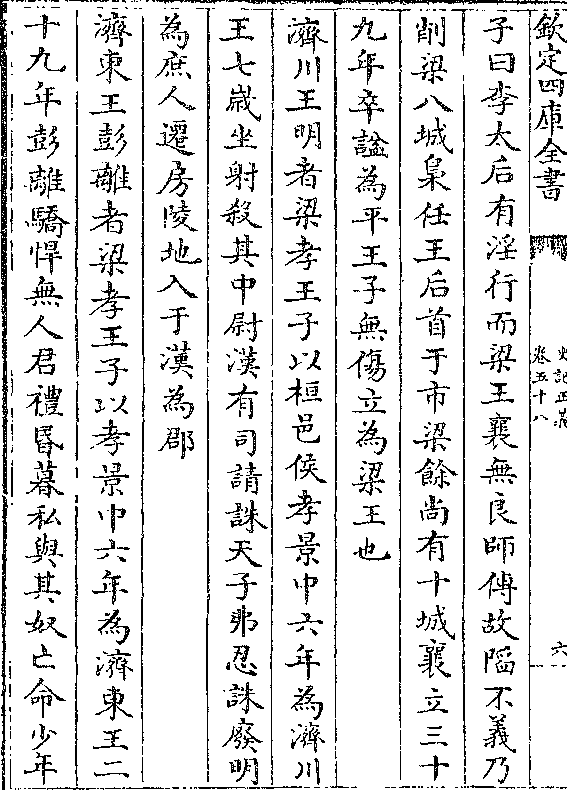 欽定四庫全書
史記正義
卷五十八
六
子曰李太后有淫行而梁王襄無良師傅故陷不義乃
削梁八城梟任王后首于市梁餘尚有十城襄立三十
九年卒謚為平王子無傷立為梁王也
濟川王明者梁孝王子以桓邑侯孝景中六年為濟川
王七歳坐射殺其中尉漢有司請誅天子弗忍誅廢明
為庶人遷房陵地入于漢為郡
濟東王彭離者梁孝王子以孝景中六年為濟東王二
十九年彭離驕悍無人君禮昬暮私與其奴亡命少年